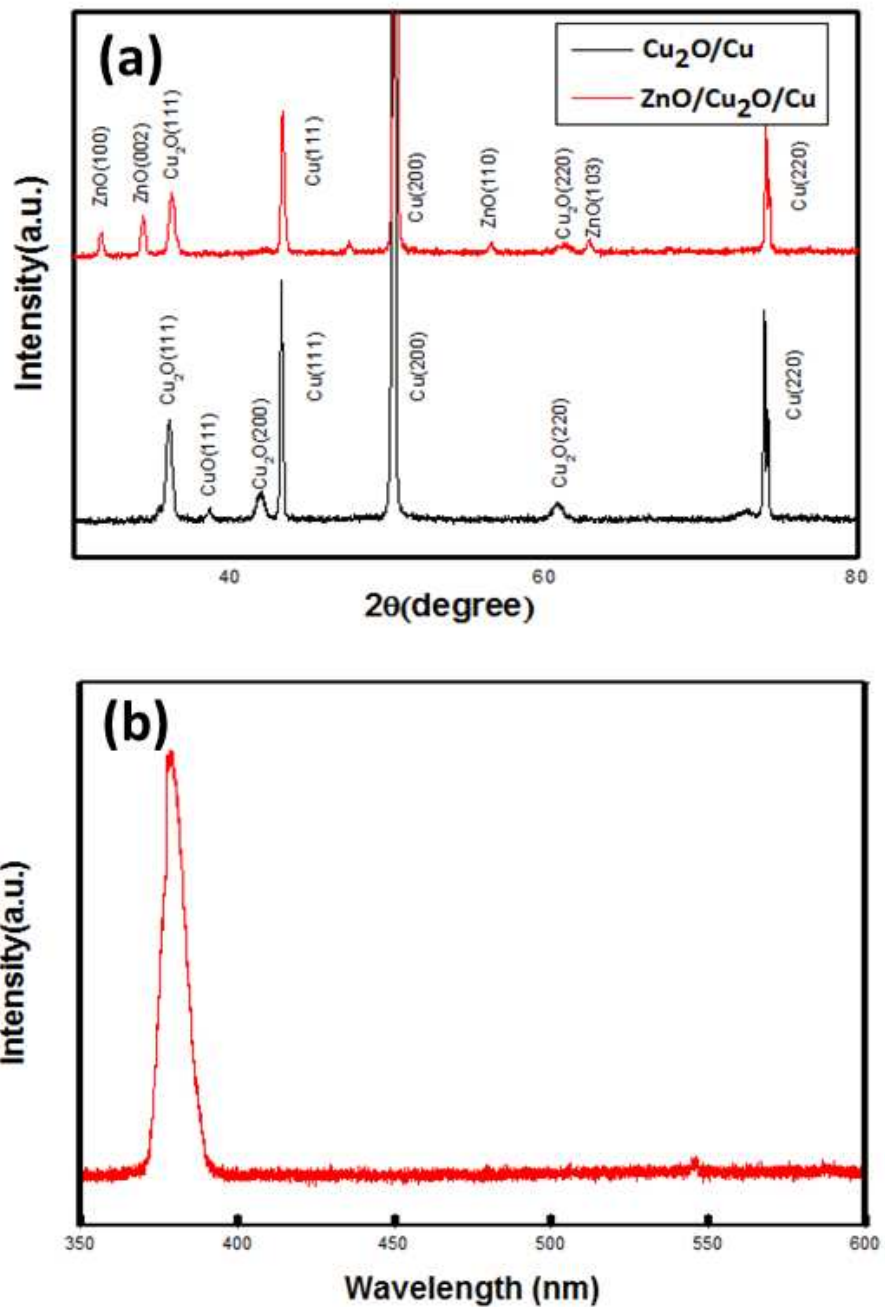 (a)
Cu₂O/Cu
ZnO/Cu₂O/Cu
ZnO(100)
ZnO(002)
Cu₂O(111)
Cu(111)
Cu(200)
ZnO(110)
Cu₂O(220)
ZnO(103)
Cu(220)
Cu₂O(111)
CuO(111)
Cu₂O(200)
Cu(111)
Cu(200)
Cu₂O(220)
Cu(220)
Intensity(a.u.)
40 60 80
2θ(degree)
(b)
Intensity(a.u.)
350 400 450 500 550 600
Wavelength (nm)